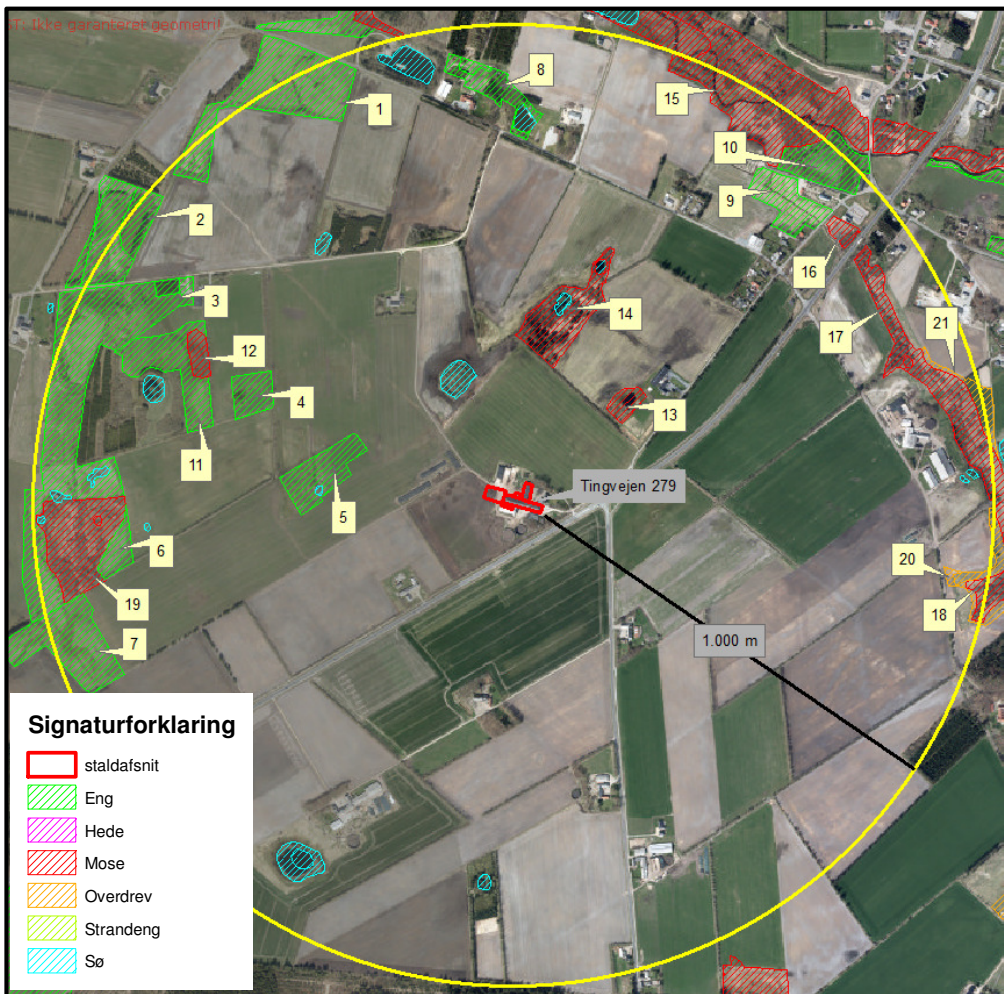 T: Ikke garanteret geometri!
1
8
15
10
2
9
3
16
14
17
21
12
4
13
11
Tingvejen 279
5
6
20
19
18
7
1.000 m
Signaturforklaring
staldafsnit
Eng
Hede
Mose
Overdrev
Strandeng
Sø